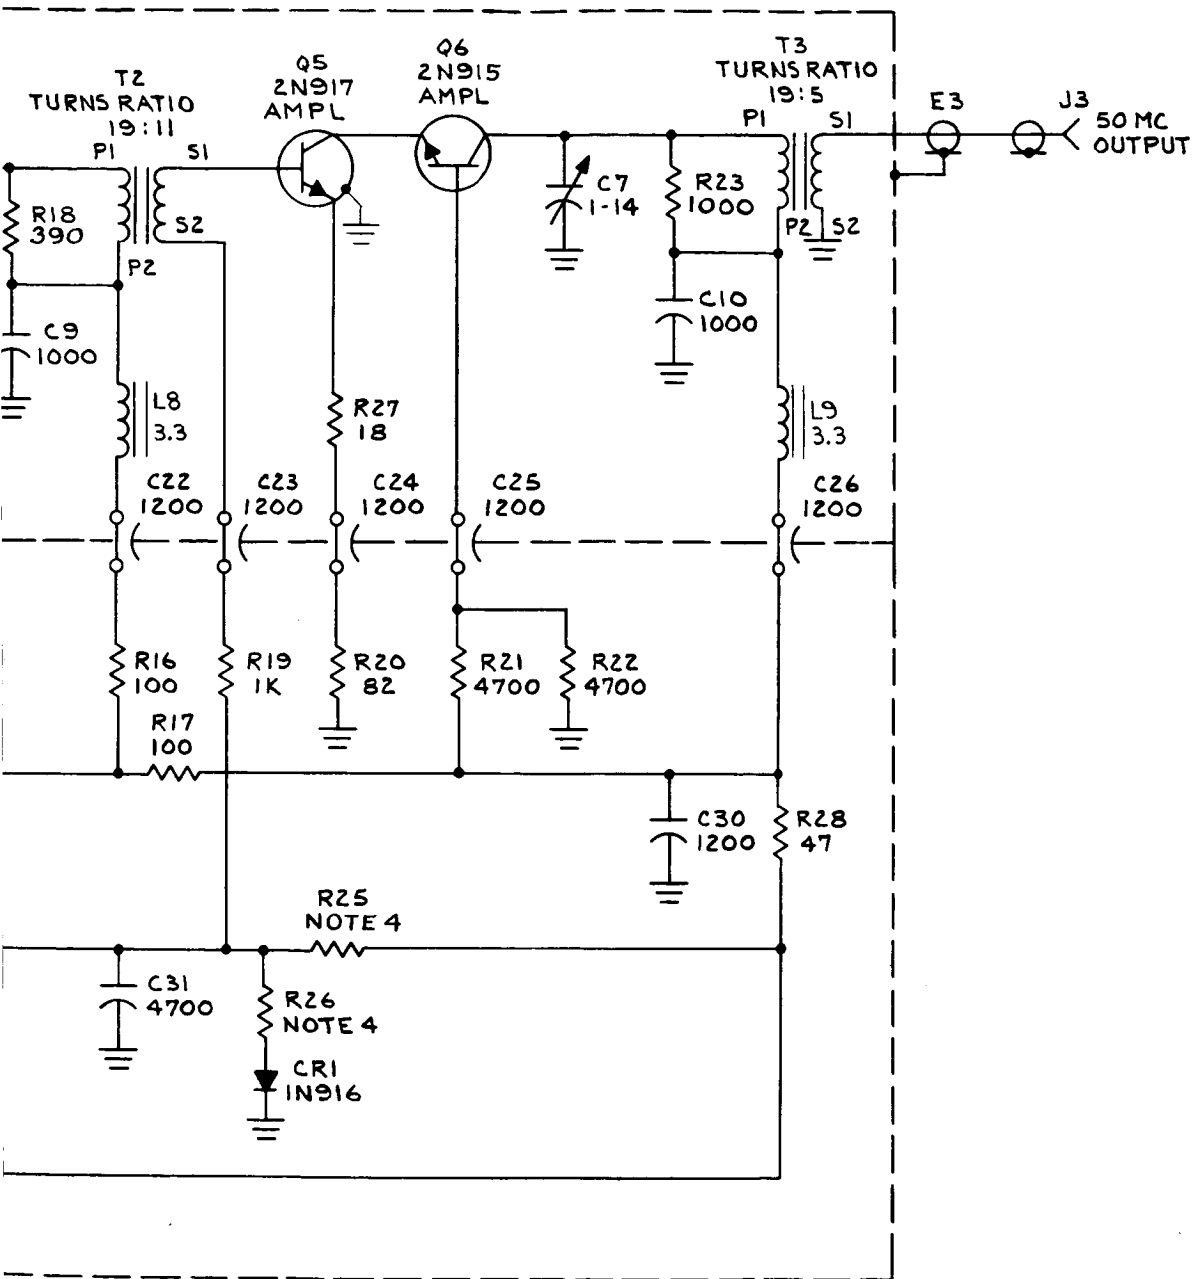 Q5
2N917
AMPL
Q6
2N915
AMPL
T3
TURNS RATIO
19:5
T2
TURNS RATIO
19:11
P1
S1
E3
J3
50 MC
OUTPUT
P1
S1
R18
390
S2
P2
C7
1-14
R23
1000
P2
S2
C9
1000
C10
1000
L8
3.3
R27
18
L9
3.3
C22
1200
C23
1200
C24
1200
C25
1200
C26
1200
R16
100
R19
1K
R20
82
R21
4700
R22
4700
R17
100
C30
1200
R28
47
R25
NOTE 4
C31
4700
R26
NOTE 4
CR1
1N916